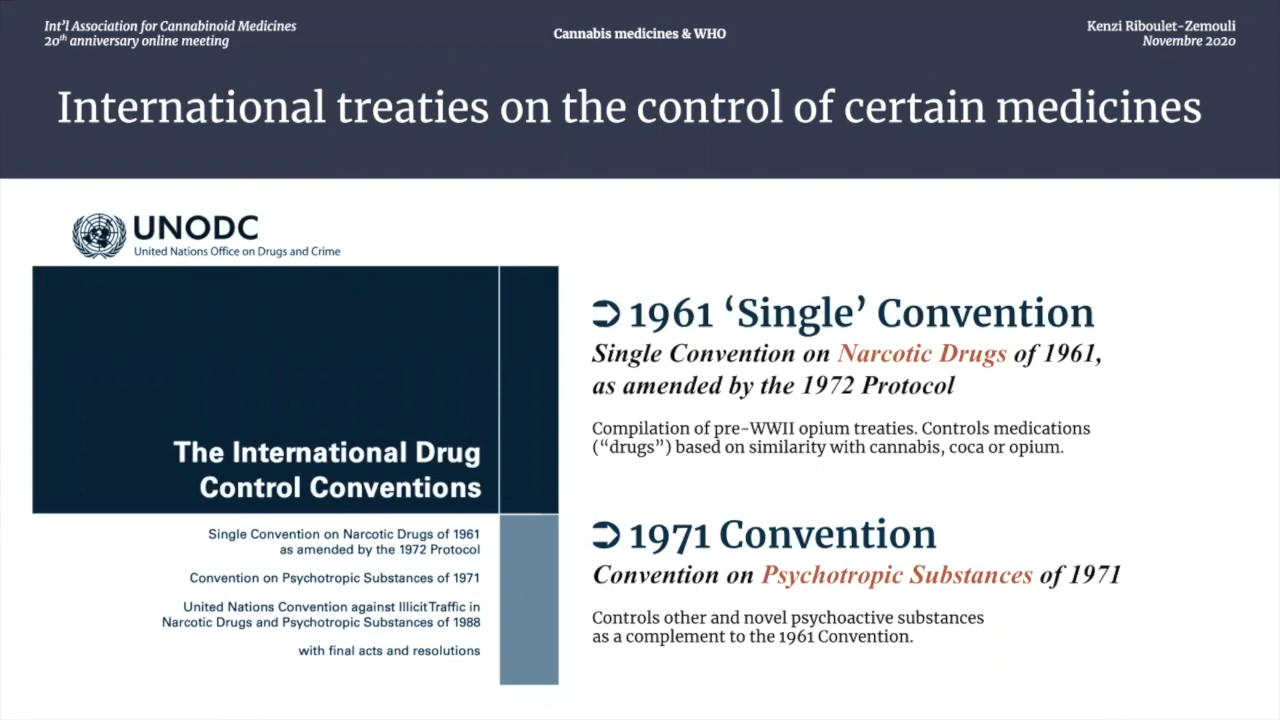 Int'l Association for Cannabinoid Medicines
20th anniversary online meeting
Cannabis medicines & WHO
Kenzi Riboulet-Zemouli
Novembre 2020
International treaties on the control of certain medicines
UNODC
United Nations Office on Drugs and Crime
The International Drug
Control Conventions
Single Convention on Narcotic Drugs of 1961
as amended by the 1972 Protocol
Convention on Psychotropic Substances of 1971
United Nations Convention against Illicit Traffic in
Narcotic Drugs and Psychotropic Substances of 1988
with final acts and resolutions
➲ 1961 ‘Single’ Convention
Single Convention on Narcotic Drugs of 1961,
as amended by the 1972 Protocol
Compilation of pre-WWII opium treaties. Controls medications
(“drugs”) based on similarity with cannabis, coca or opium.
➲ 1971 Convention
Convention on Psychotropic Substances of 1971
Controls other and novel psychoactive substances
as a complement to the 1961 Convention.